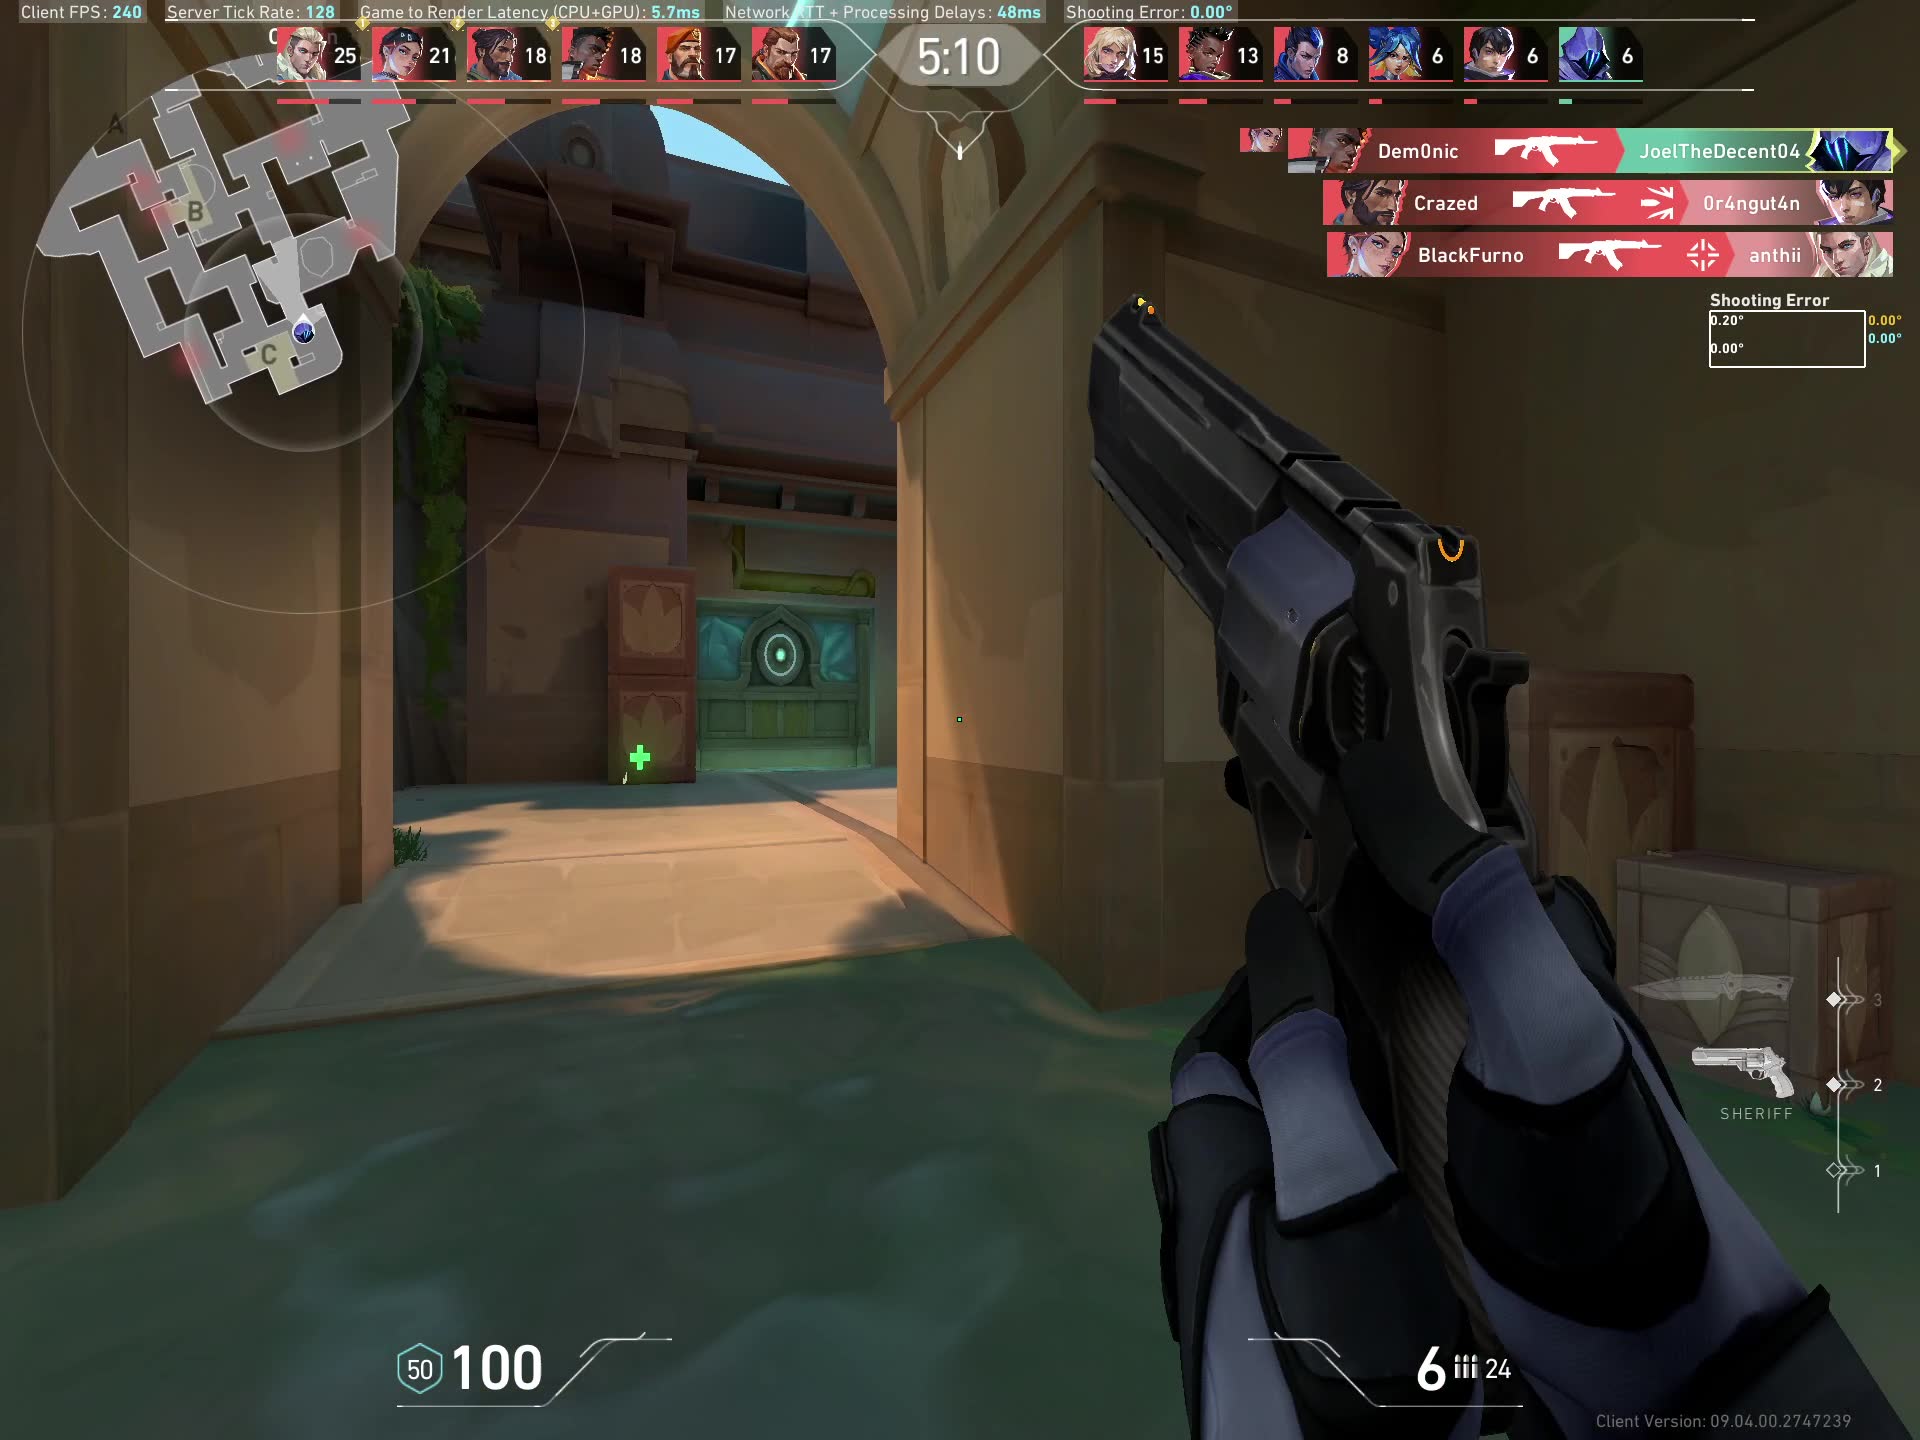 Client FPS: 240 Server Tick Rate: 128 Game to Render Latency (CPU+GPU): 5.7ms Network RTT + Processing Delays: 48ms Shooting Error: 0.00°
25 21 18 18 17 17 5:10 15 13 8 6 6 6
A
Dem0nic JoelTheDecent04
Crazed 0r4ngut4n
B
BlackFurno anthii
Shooting Error
0.20° 0.00°
0.00°
0.00°
C
3
2
SHERIFF
1
50 100
6 24
Client Version: 09.04.00.2747239